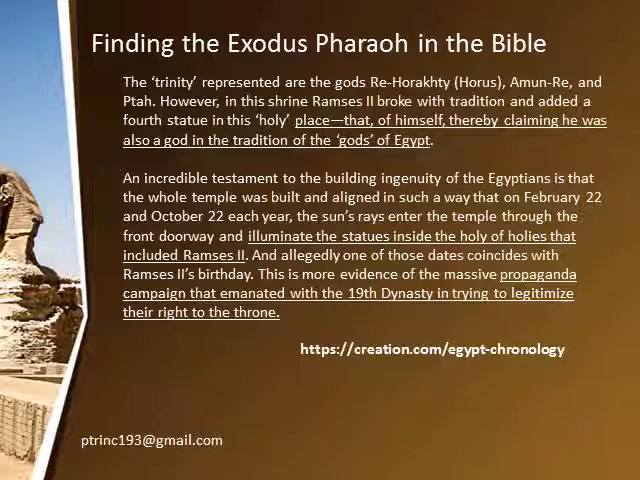 Finding the Exodus Pharaoh in the Bible
The ‘trinity’ represented are the gods Re-Horakhty (Horus), Amun-Re, and
Ptah. However, in this shrine Ramses II broke with tradition and added a
fourth statue in this ‘holy’ place—that, of himself, thereby claiming he was
also a god in the tradition of the ‘gods’ of Egypt.
An incredible testament to the building ingenuity of the Egyptians is that
the whole temple was built and aligned in such a way that on February 22
and October 22 each year, the sun’s rays enter the temple through the
front doorway and illuminate the statues inside the holy of holies that
included Ramses II. And allegedly one of those dates coincides with
Ramses II’s birthday. This is more evidence of the massive propaganda
campaign that emanated with the 19th Dynasty in trying to legitimize
their right to the throne.
https://creation.com/egypt-chronology
ptrinc193@gmail.com